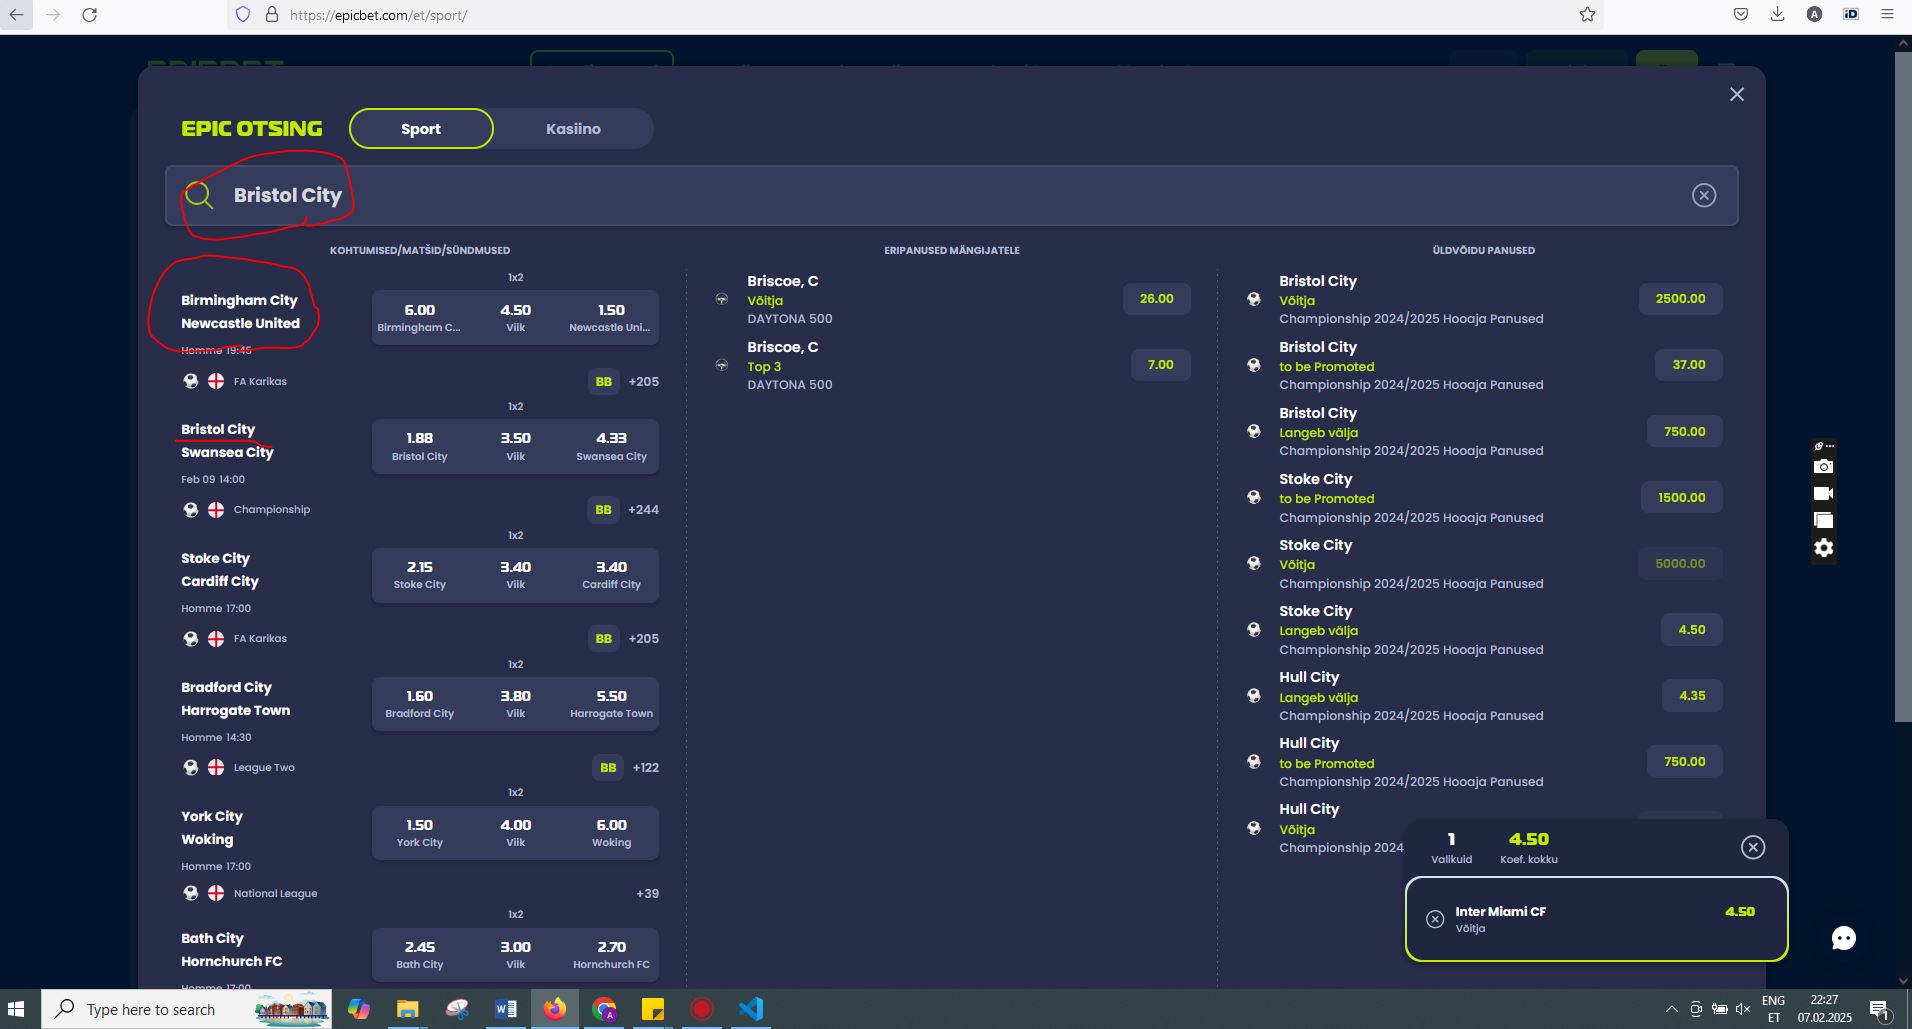 https://epicbet.com/et/sport/
A
iD
EPIC OTSING
Sport
Kasiino
Bristol City
KOHTUMISED/MATŠID/SÜNDMUSED
Birmingham City
Newcastle United
Homme 19:45
FA Karikas
1x2
6.00 4.50 1.50
Birmingham C... Viik Newcastle Uni...
BB +205
Bristol City
Swansea City
Feb 09 14:00
Championship
1x2
1.88 3.50 4.33
Bristol City Viik Swansea City
BB +244
Stoke City
Cardiff City
Homme 17:00
FA Karikas
1x2
2.15 3.40 3.40
Stoke City Viik Cardiff City
BB +205
Bradford City
Harrogate Town
Homme 14:30
League Two
1x2
1.60 3.80 5.50
Bradford City Viik Harrogate Town
BB +122
York City
Woking
Homme 17:00
National League
1x2
1.50 4.00 6.00
York City Viik Woking
+39
Bath City
Hornchurch FC
Homme 17:00
1x2
2.45 3.00 2.70
Bath City Viik Hornchurch FC
ERIPANUSED MÄNGIJATELE
Briscoe, C
Võitja
DAYTONA 500
26.00
Briscoe, C
Top 3
DAYTONA 500
7.00
ÜLDVÕIDU PANUSED
Bristol City
Võitja
Championship 2024/2025 Hooaja Panused
2500.00
Bristol City
to be Promoted
Championship 2024/2025 Hooaja Panused
37.00
Bristol City
Langeb välja
Championship 2024/2025 Hooaja Panused
750.00
Stoke City
to be Promoted
Championship 2024/2025 Hooaja Panused
1500.00
Stoke City
Võitja
Championship 2024/2025 Hooaja Panused
5000.00
Stoke City
Langeb välja
Championship 2024/2025 Hooaja Panused
4.50
Hull City
Langeb välja
Championship 2024/2025 Hooaja Panused
4.35
Hull City
to be Promoted
Championship 2024/2025 Hooaja Panused
750.00
Hull City
Võitja
Championship 2024
1 4.50
Valikuid Koef. kokku
Inter Miami CF 4.50
Võitja
Type here to search
ENG
ET
22:27
07.02.2025
1